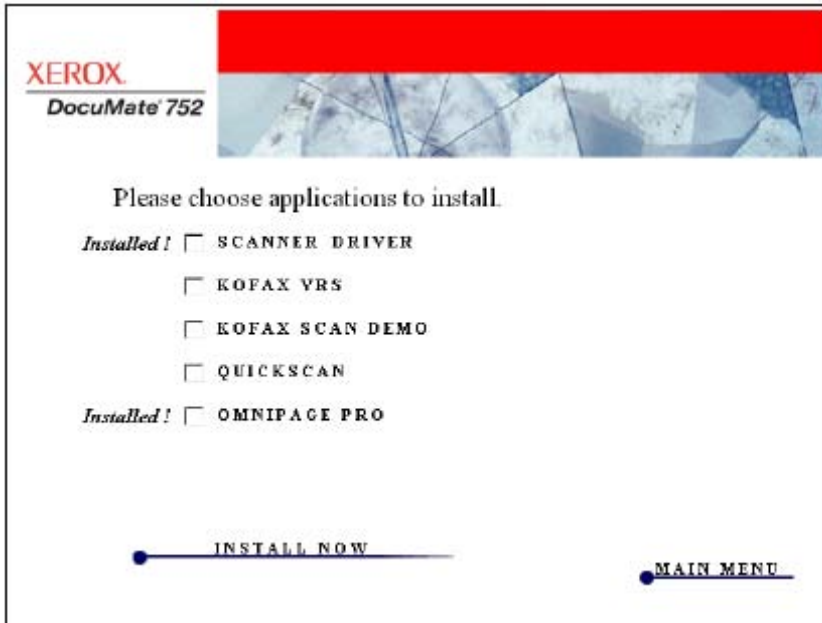 XEROX
DocuMate® 752
Please choose applications to install.
Installed! SCANNER DRIVER
KOFAX VRS
KOFAX SCAN DEMO
QUICKSCAN
Installed! OMNIPAGE PRO
INSTALL NOW
MAIN MENU